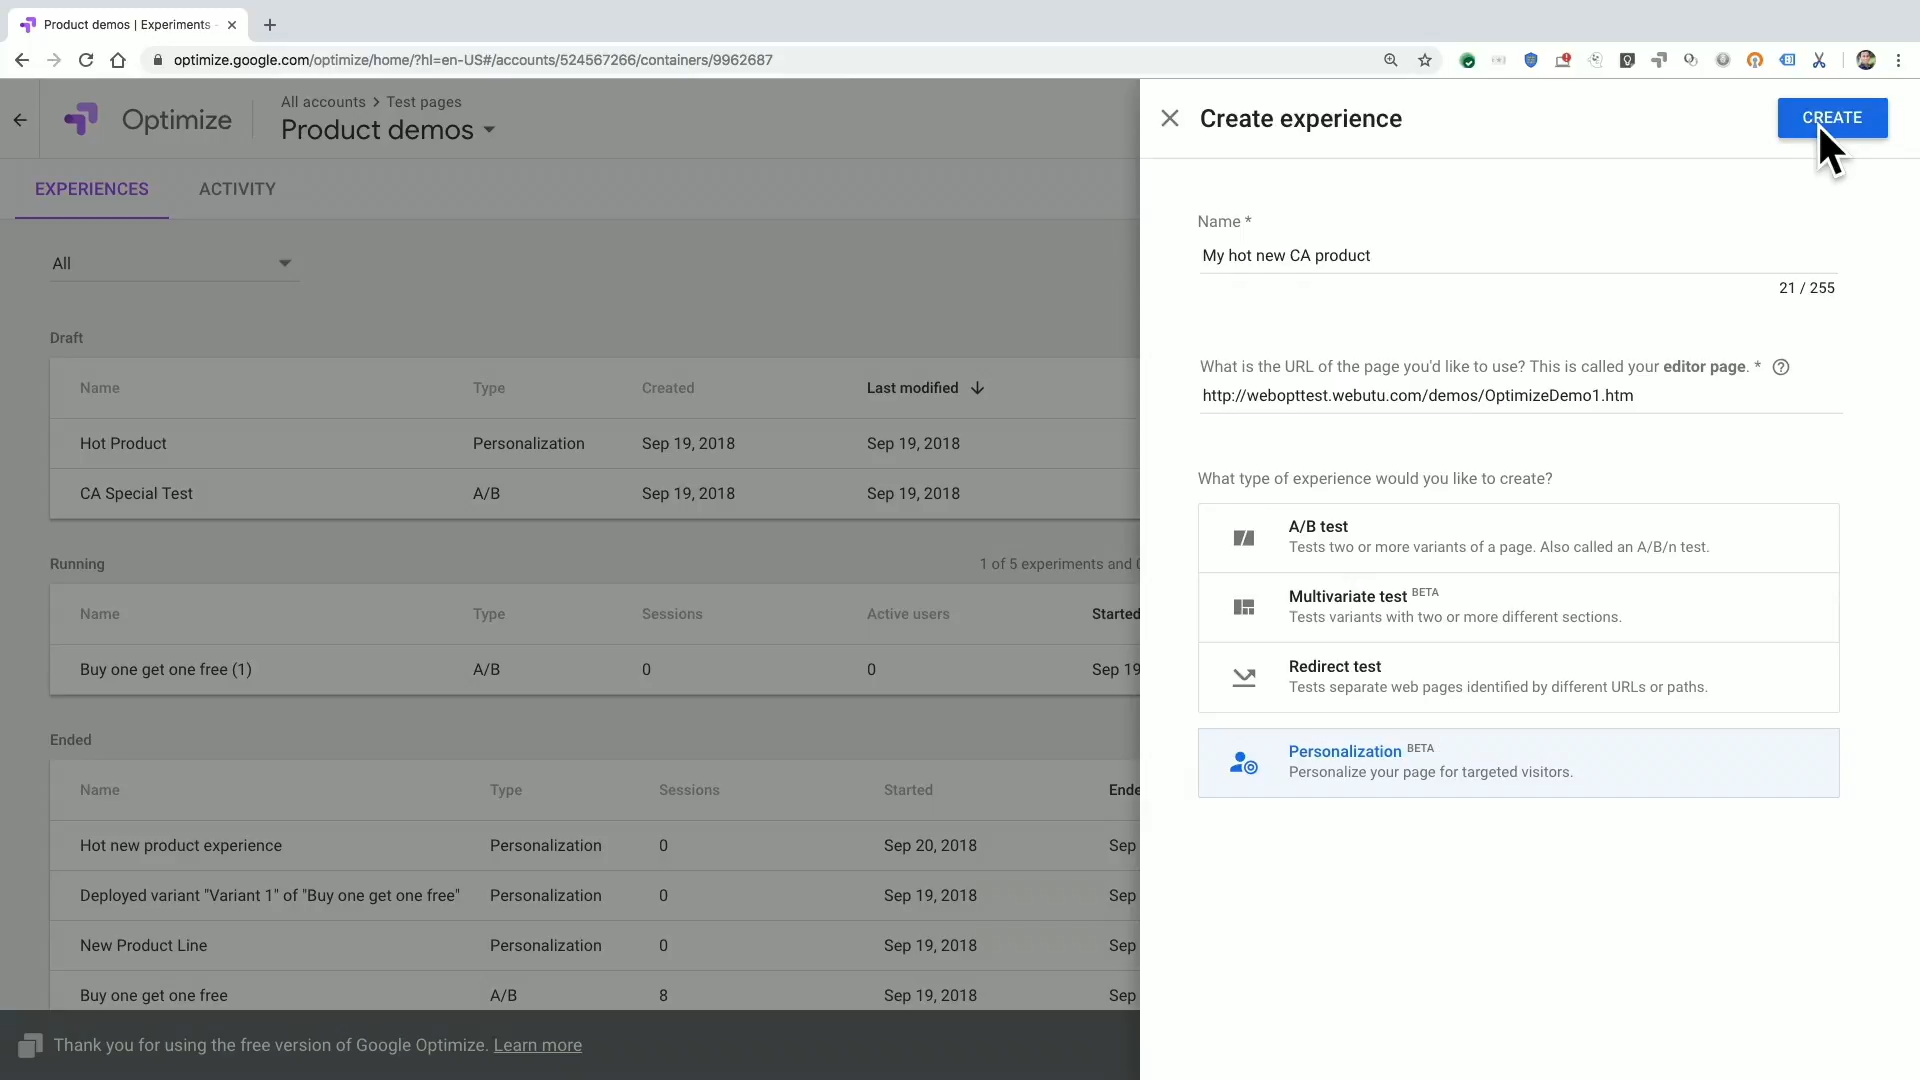 Product demos | Experiments
optimize.google.com/optimize/home/?hl=en-US#/accounts/524567266/containers/9962687
Optimize
All accounts > Test pages
Product demos
EXPERIENCES ACTIVITY
All
Draft
Name Type Created Last modified
Hot Product Personalization Sep 19, 2018 Sep 19, 2018
CA Special Test A/B Sep 19, 2018 Sep 19, 2018
Running 1 of 5 experiments and
Name Type Sessions Active users Started
Buy one get one free (1) A/B 0 0 Sep 19
Ended
Name Type Sessions Started Ende
Hot new product experience Personalization 0 Sep 20, 2018 Sep
Deployed variant "Variant 1" of "Buy one get one free" Personalization 0 Sep 19, 2018 Sep
New Product Line Personalization 0 Sep 19, 2018 Sep
Buy one get one free A/B 8 Sep 19, 2018 Sep
Thank you for using the free version of Google Optimize. Learn more
Create experience
CREATE
Name *
My hot new CA product
21 / 255
What is the URL of the page you'd like to use? This is called your editor page. *
http://webopttest.webutu.com/demos/OptimizeDemo1.htm
What type of experience would you like to create?
A/B test
Tests two or more variants of a page. Also called an A/B/n test.
Multivariate test BETA
Tests variants with two or more different sections.
Redirect test
Tests separate web pages identified by different URLs or paths.
Personalization BETA
Personalize your page for targeted visitors.